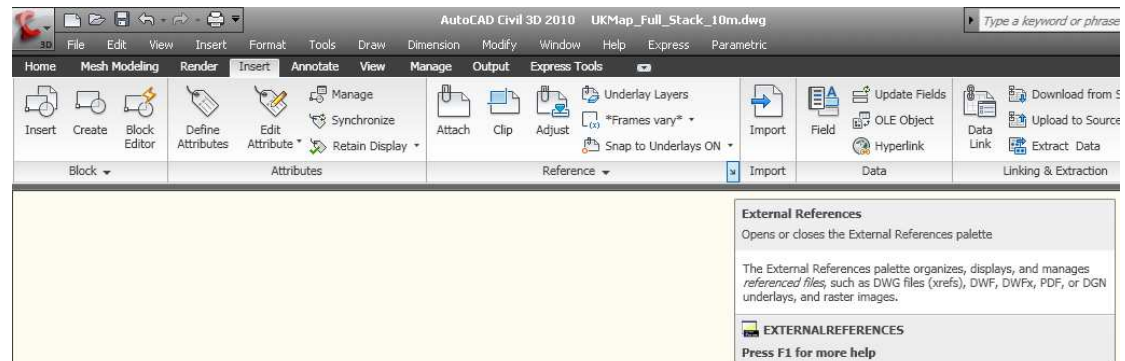 AutoCAD Civil 3D 2010 UKMap_Full_Stack_10m.dwg
Type a keyword or phrase
3D
File Edit View Insert Format Tools Draw Dimension Modify Window Help Express Parametric
Home Mesh Modeling Render Insert Annotate View Manage Output Express Tools
Insert
Create
Block
Editor
Define
Attributes
Edit
Attribute
Manage
Synchronize
Retain Display
Attach
Clip
Adjust
Underlay Layers
*Frames vary*
Snap to Underlays ON
Import
Field
Update Fields
OLE Object
Hyperlink
Data
Link
Download from S
Upload to Source
Extract Data
Block
Attributes
Reference
Import
Data
Linking & Extraction
External References
Opens or closes the External References palette
The External References palette organizes, displays, and manages
referenced files, such as DWG files (xrefs), DWF, DWFx, PDF, or DGN
underlays, and raster images.
EXTERNALREFERENCES
Press F1 for more help